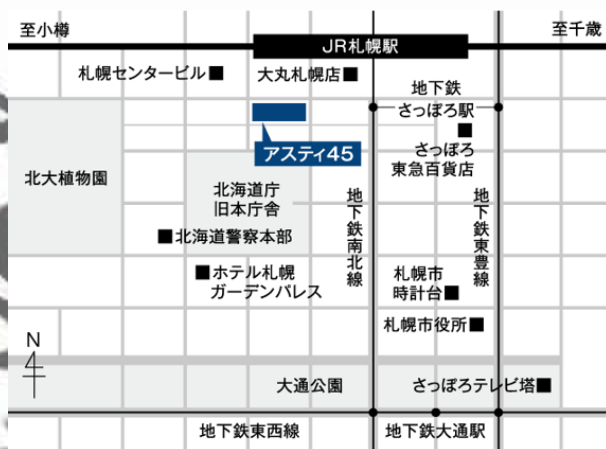 至小樽
至千歳
JR札幌駅
札幌センタービル■
大丸札幌店■
地下鉄
さっぽろ駅
アスティ45
さっぽろ
東急百貨店
北大植物園
北海道庁
旧本庁舎
地下鉄南北線
地下鉄東豊線
■北海道警察本部
■ホテル札幌
ガーデンパレス
札幌市
時計台■
札幌市役所■
N
大通公園
さっぽろテレビ塔■
地下鉄東西線
地下鉄大通駅